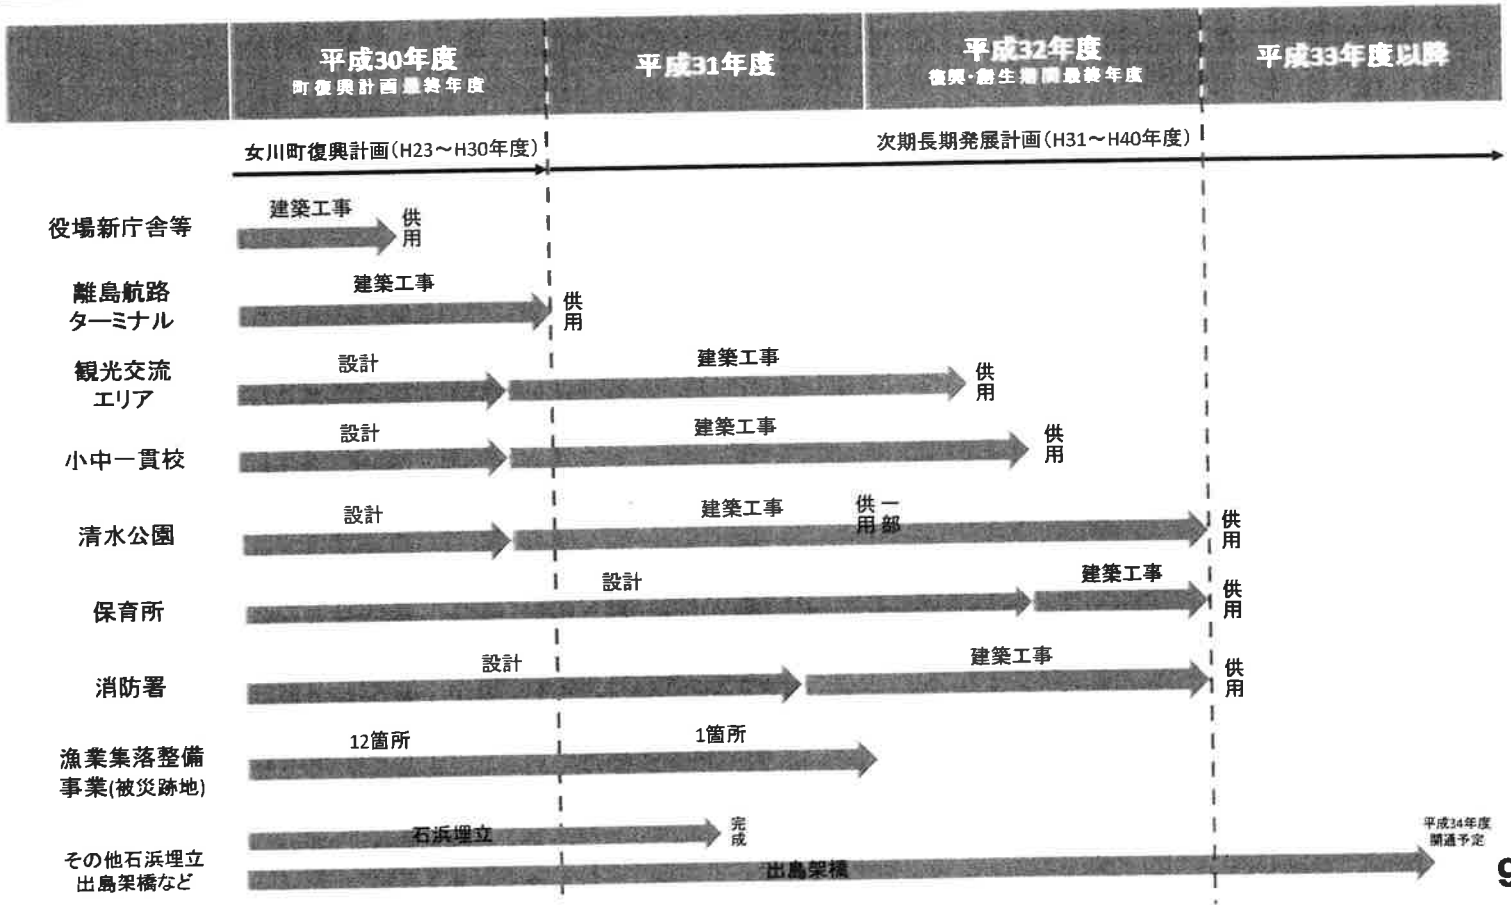 平成30年度
町復興計画最終年度
平成31年度
平成32年度
復興・創生期間最終年度
平成33年度以降
女川町復興計画(H23～H30年度)
次期長期発展計画(H31～H40年度)
役場新庁舎等
建築工事
供用
離島航路
ターミナル
建築工事
供用
観光交流
エリア
設計
建築工事
供用
小中一貫校
設計
建築工事
供用
清水公園
設計
建築工事
一部
供用
供用
保育所
設計
建築工事
供用
消防署
設計
建築工事
供用
漁業集落整備
事業(被災跡地)
12箇所
1箇所
その他石浜埋立
出島架橋など
石浜埋立
完成
出島架橋
平成34年度
開通予定
9